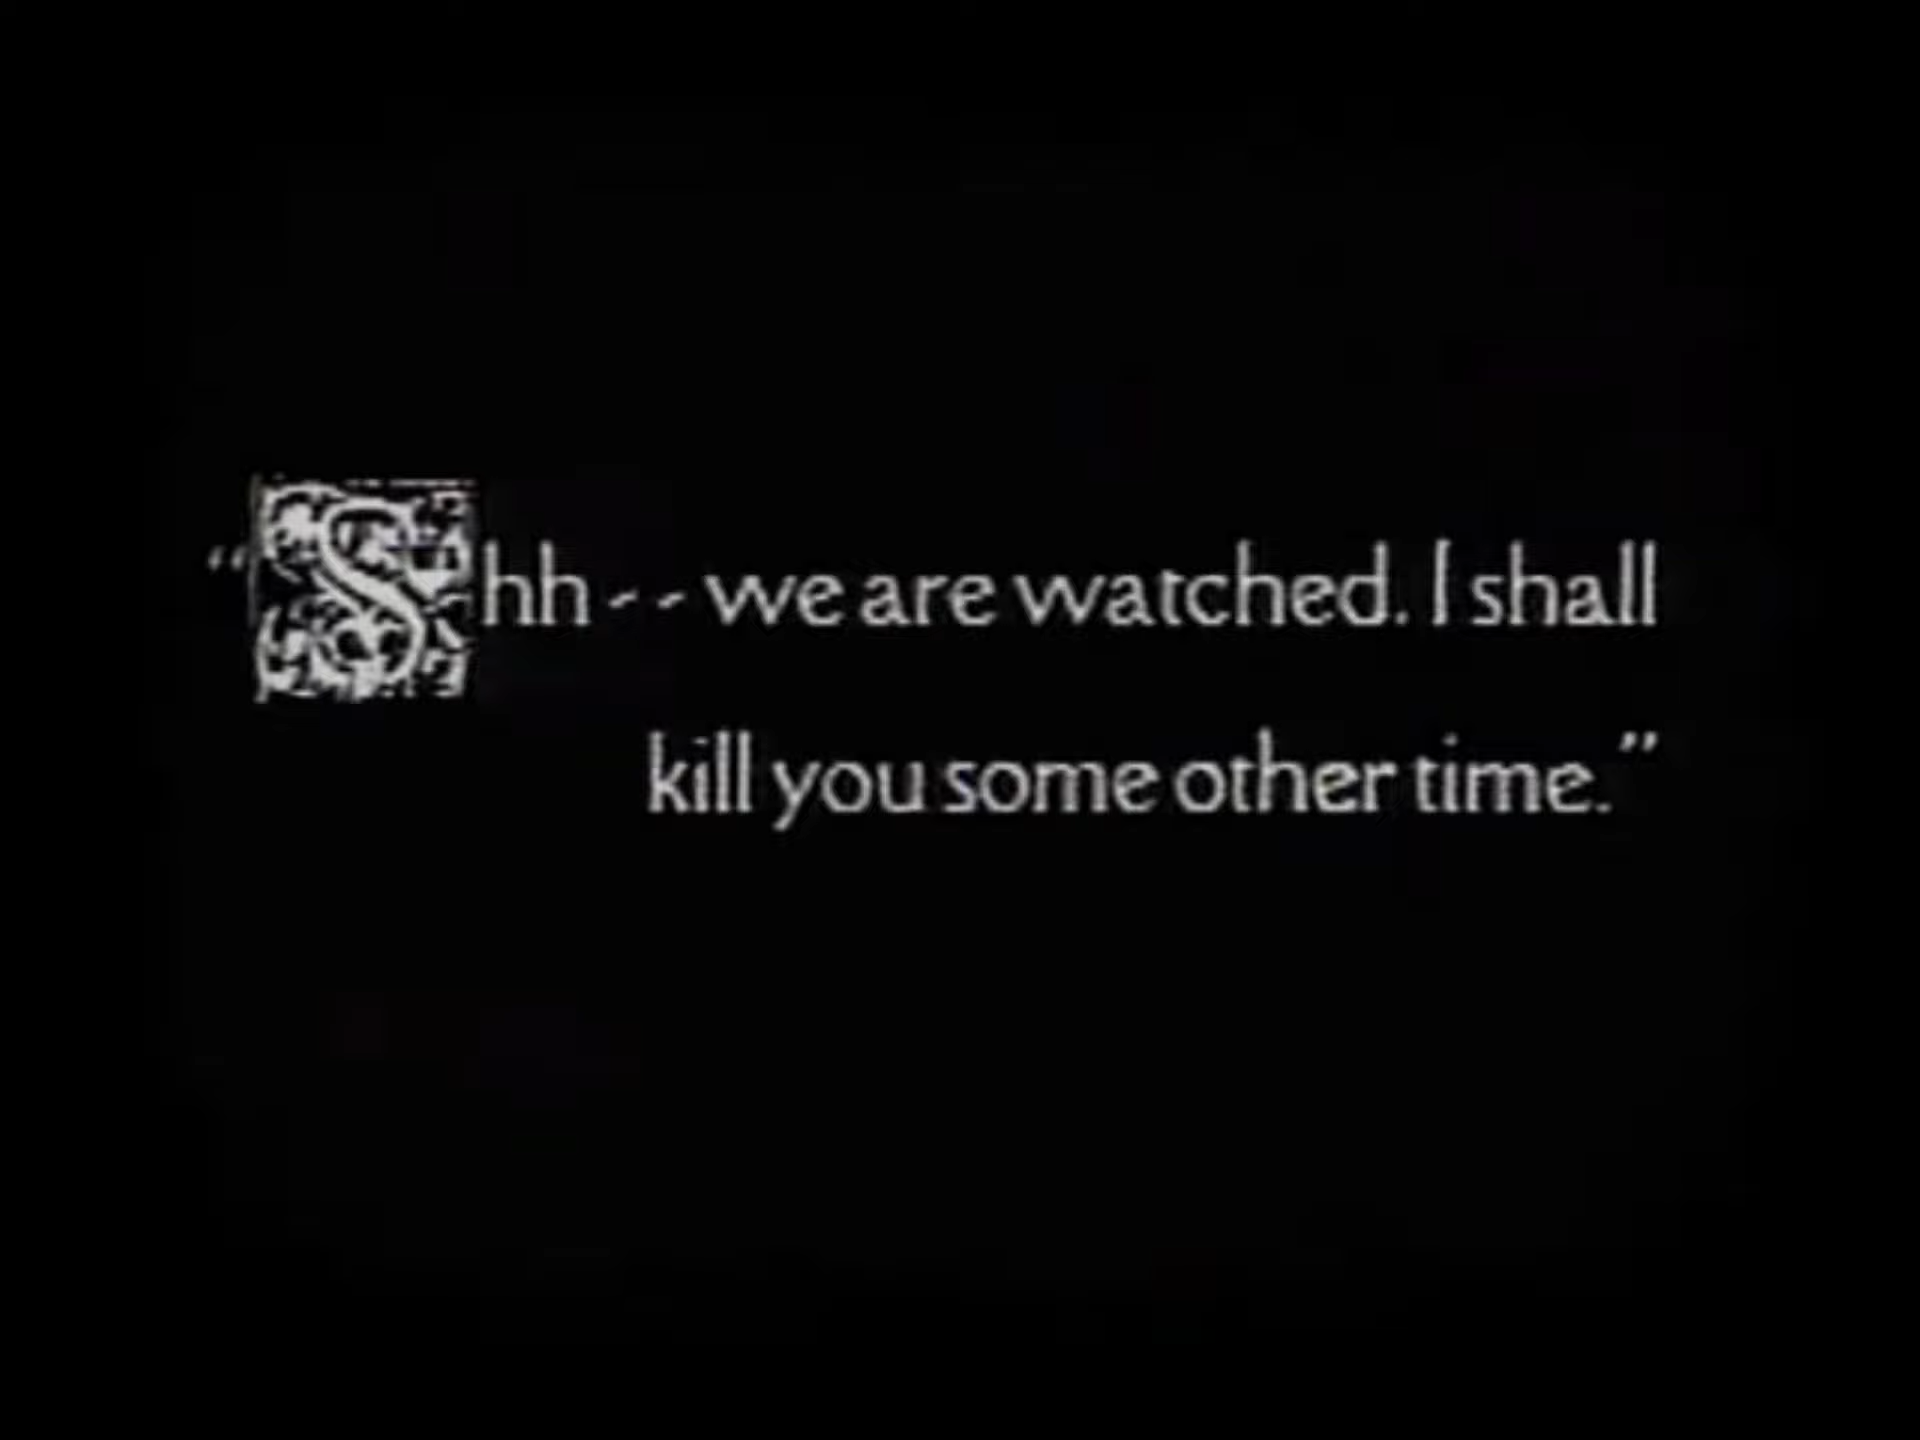 “Shh - - we are watched. I shall
kill you some other time.”